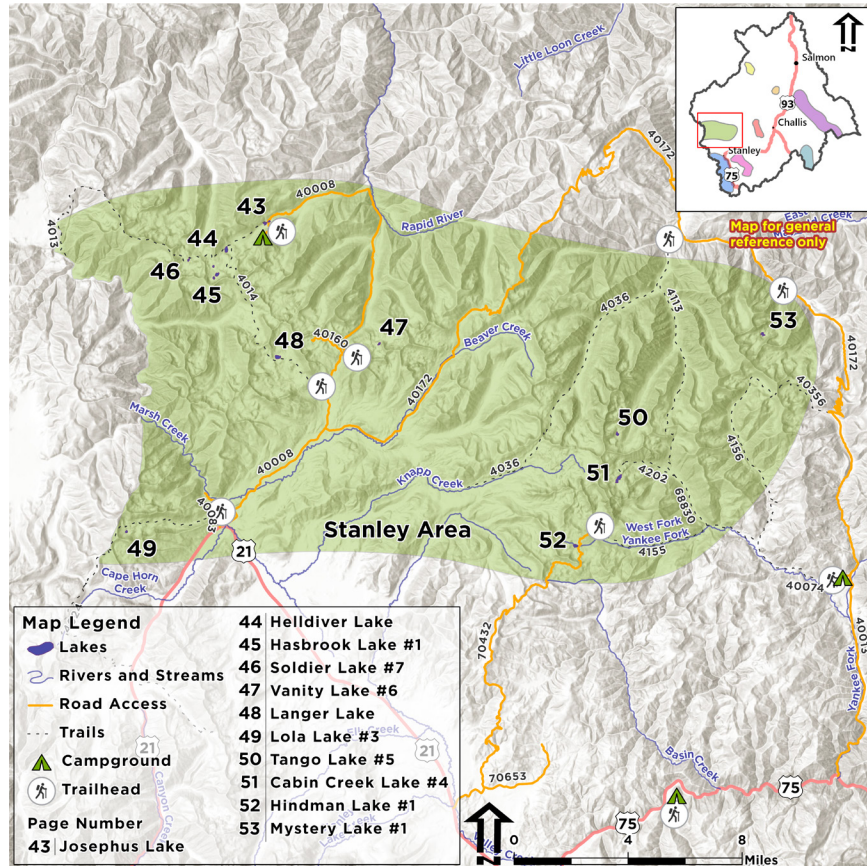 Little Loon Creek
N
Salmon
93
Challis
Stanley
75
40172
40008
43
Rapid River
Map for general
reference only
4013
44
46
45
4014
4036
4113
53
48
40160
47
Beaver Creek
40172
40172
40356
Marsh Creek
50
4156
40008
Knapp Creek
4036
51
4202
68830
40083
Stanley Area
West Fork
Yankee Fork
52
4155
49
21
Cape Horn
Creek
40074
40013
70432
Yankee Fork
Basin Creek
70653
75
75
Map Legend
Lakes
Rivers and Streams
Road Access
Trails
Campground
Trailhead
Page Number
43 Josephus Lake
44 Helldiver Lake
45 Hasbrook Lake #1
46 Soldier Lake #7
47 Vanity Lake #6
48 Langer Lake
49 Lola Lake #3
50 Tango Lake #5
51 Cabin Creek Lake #4
52 Hindman Lake #1
53 Mystery Lake #1
21
21
N
0 4 8
Miles